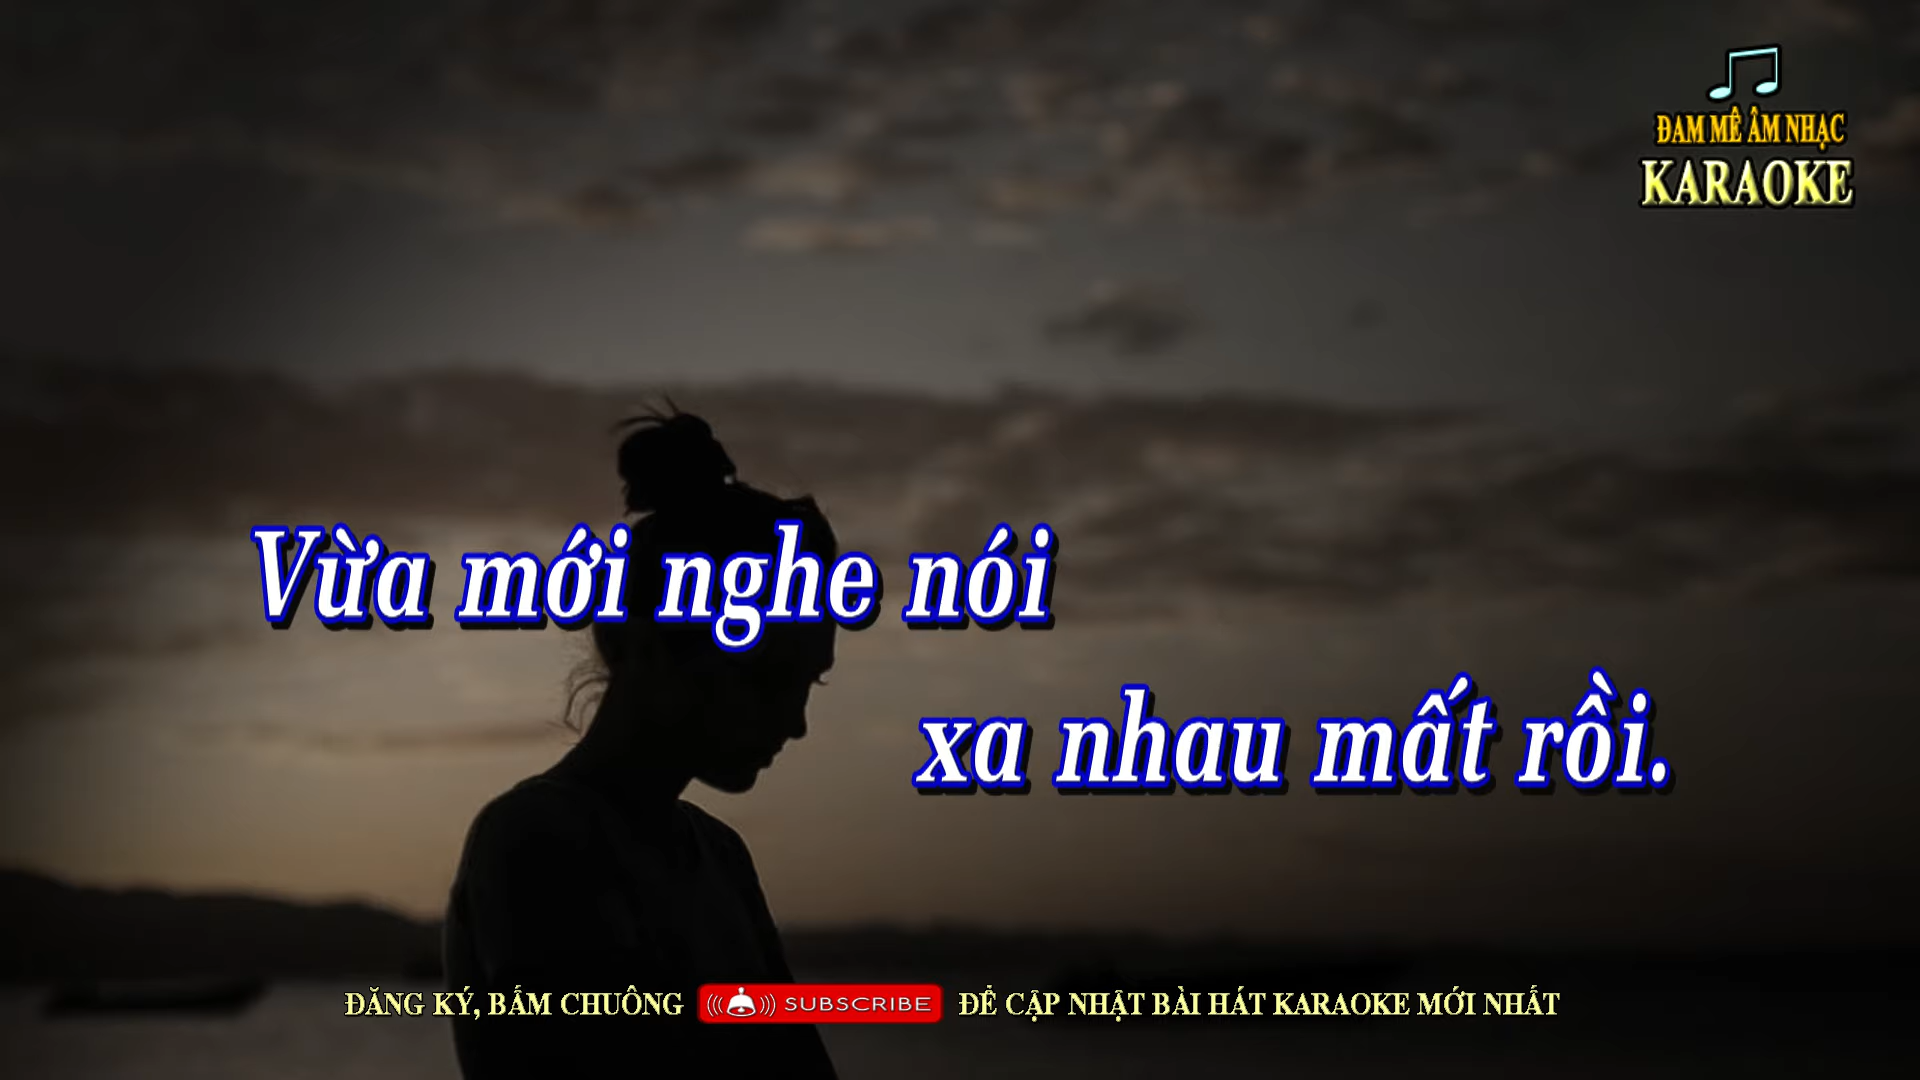 ĐAM MÊ ÂM NHẠC
KARAOKE
Vừa mới nghe nói
xa nhau mất rồi.
ĐĂNG KÝ, BẤM CHUÔNG SUBSCRIBE ĐỂ CẬP NHẬT BÀI HÁT KARAOKE MỚI NHẤT